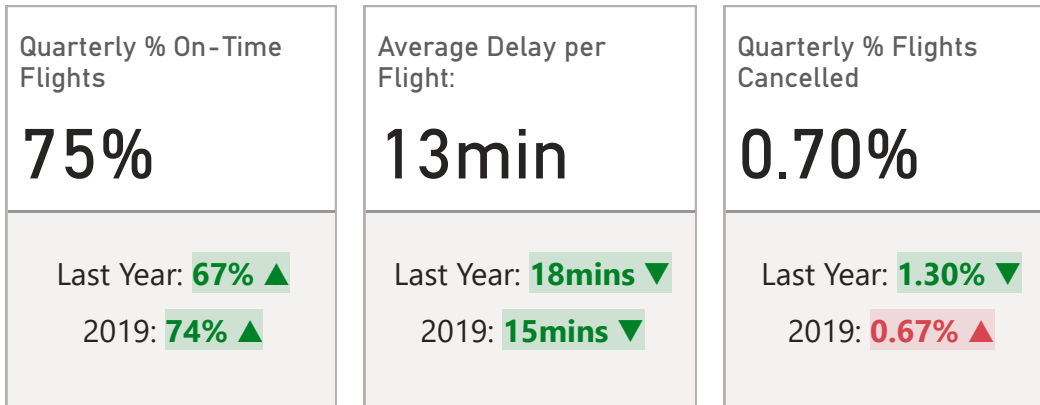 Quarterly % On-Time
Flights
75%
Last Year: 67% ▲
2019: 74% ▲
Average Delay per
Flight:
13min
Last Year: 18mins ▼
2019: 15mins ▼
Quarterly % Flights
Cancelled
0.70%
Last Year: 1.30% ▼
2019: 0.67% ▲